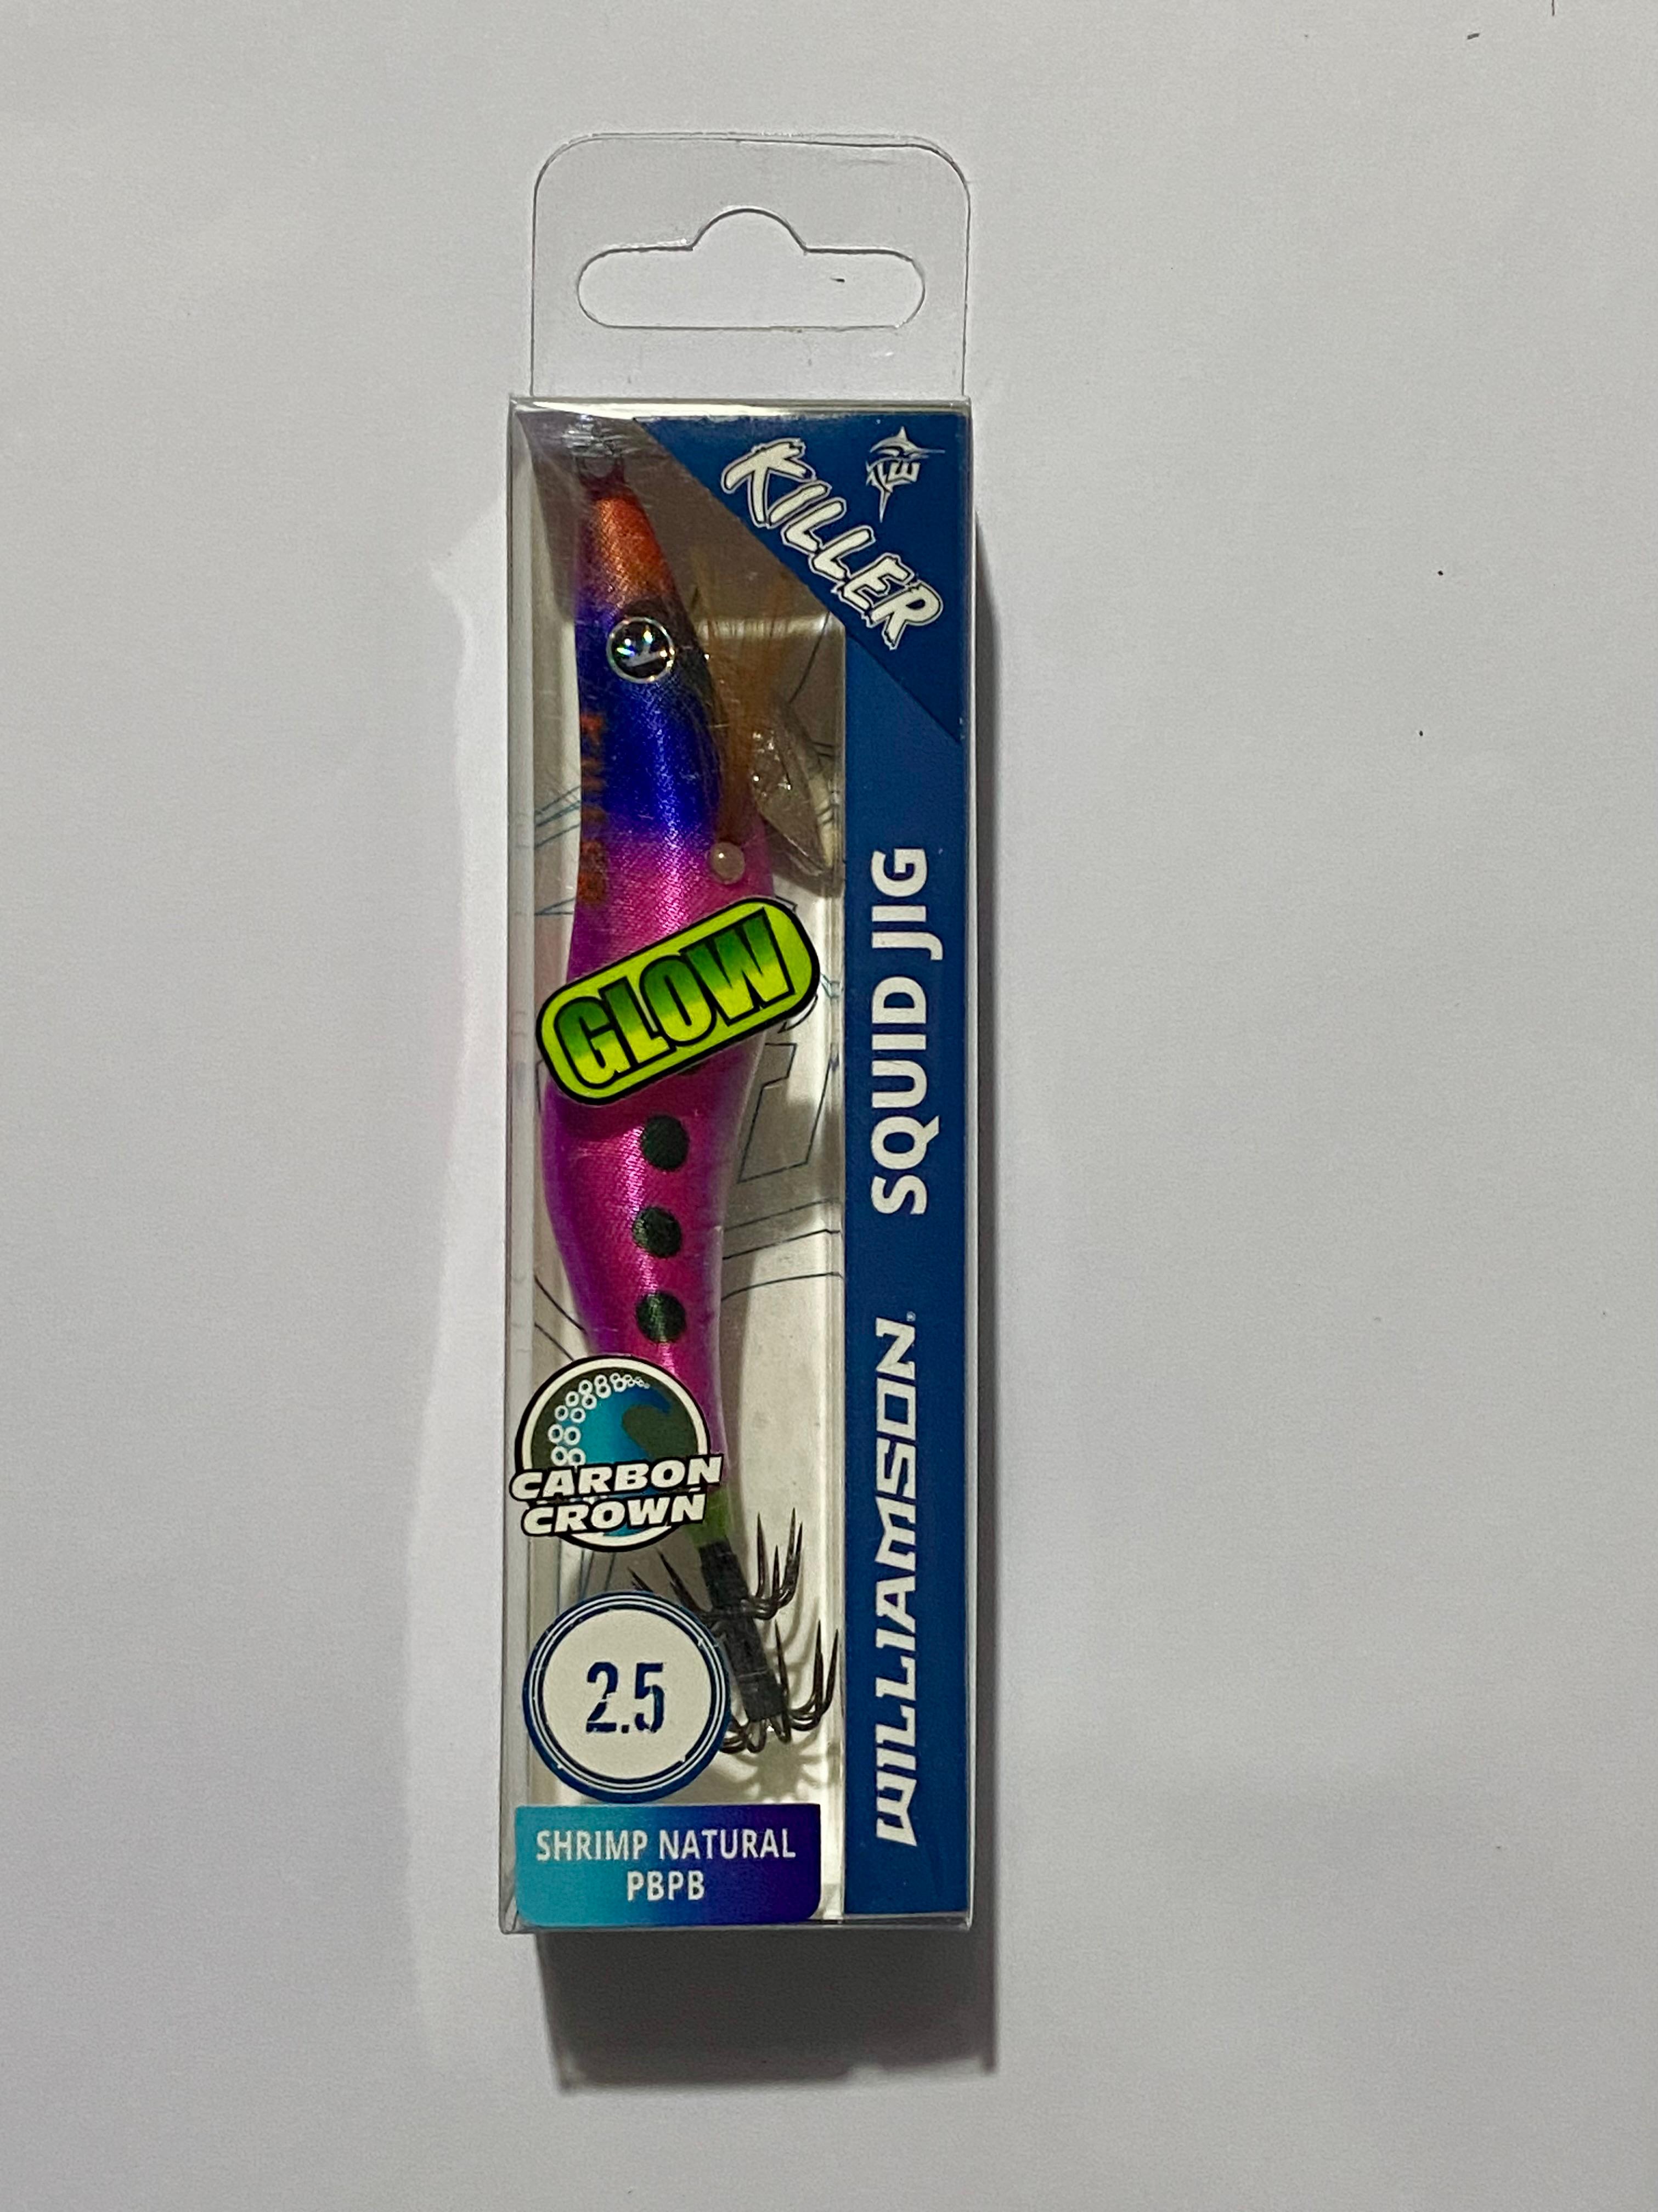 KILLER
SQUID JIG
WILLIAMSON®
GLOW
CARBON
CROWN
2.5
SHRIMP NATURAL
PBPB